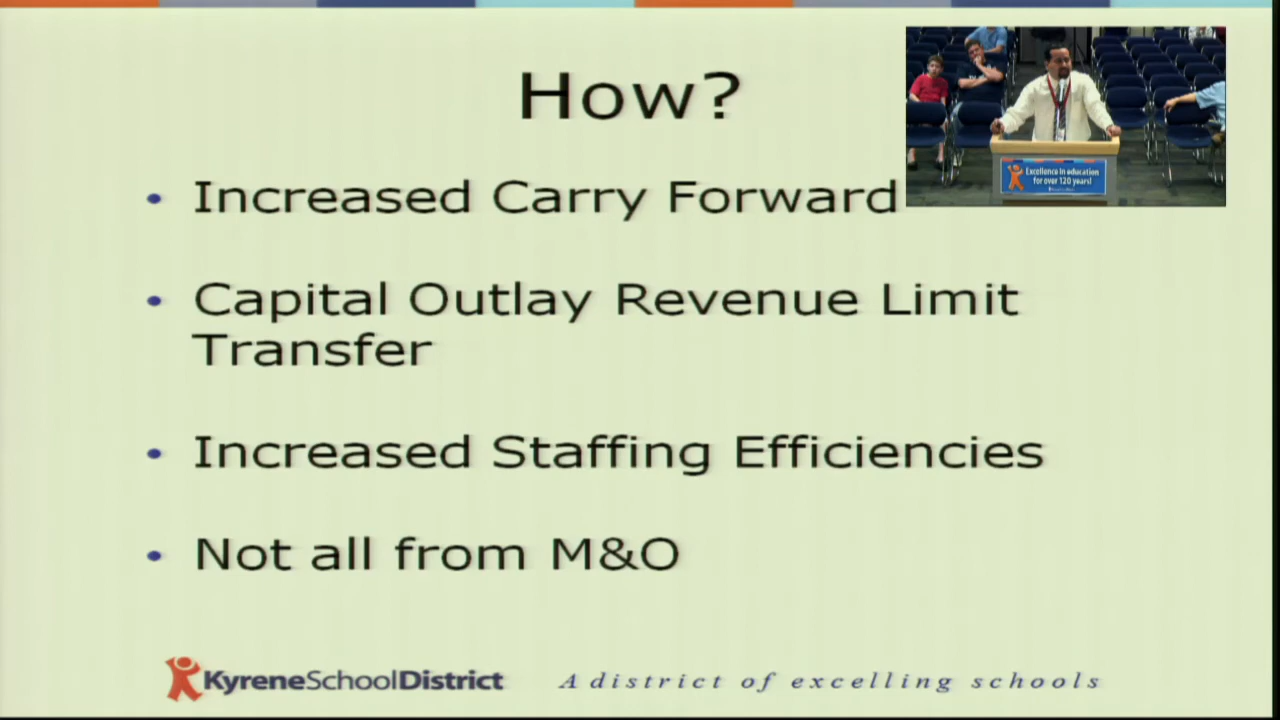 How?
• Increased Carry Forward
• Capital Outlay Revenue Limit
Transfer
• Increased Staffing Efficiencies
• Not all from M&O
Excellence in education
for over 120 years!
KyreneSchoolDistrict
A district of excelling schools